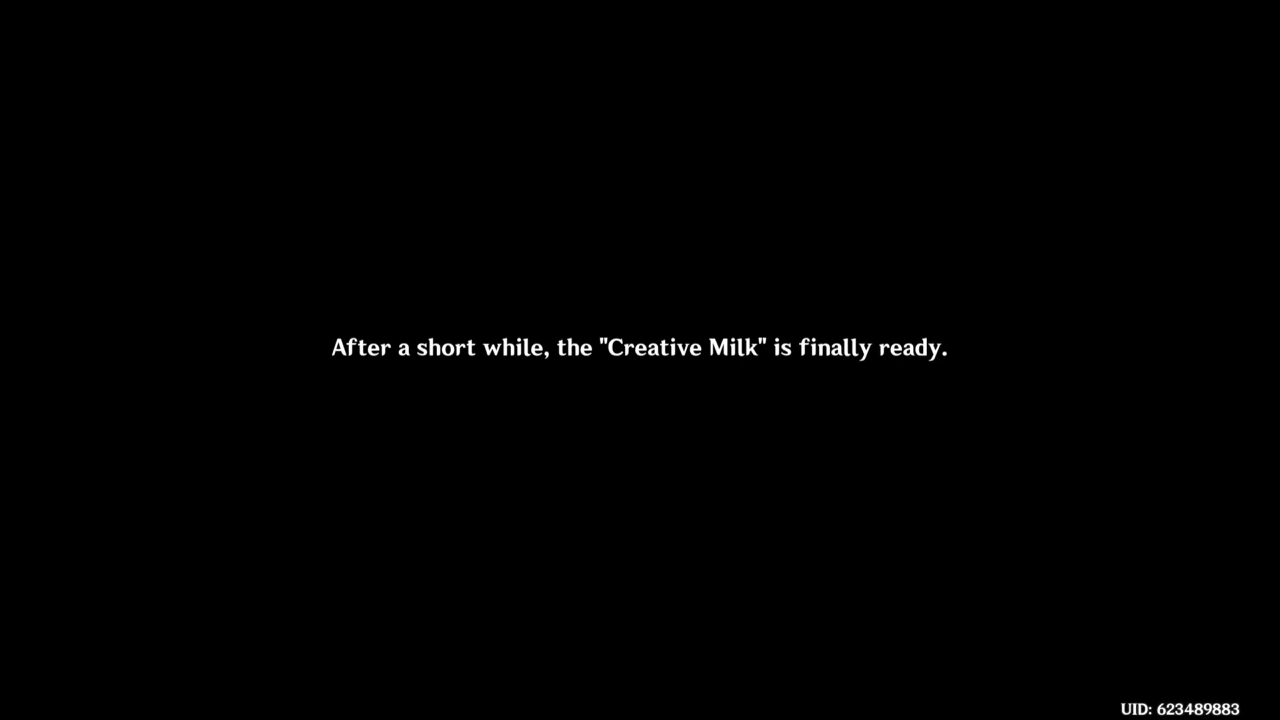 After a short while, the "Creative Milk" is finally ready.
UID: 623489883